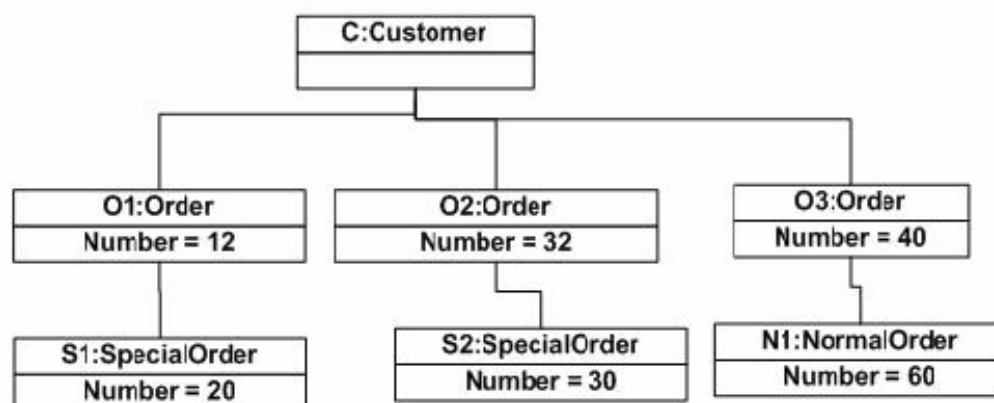 C:Customer
O1:Order
Number = 12
O2:Order
Number = 32
O3:Order
Number = 40
S1:SpecialOrder
Number = 20
S2:SpecialOrder
Number = 30
N1:NormalOrder
Number = 60